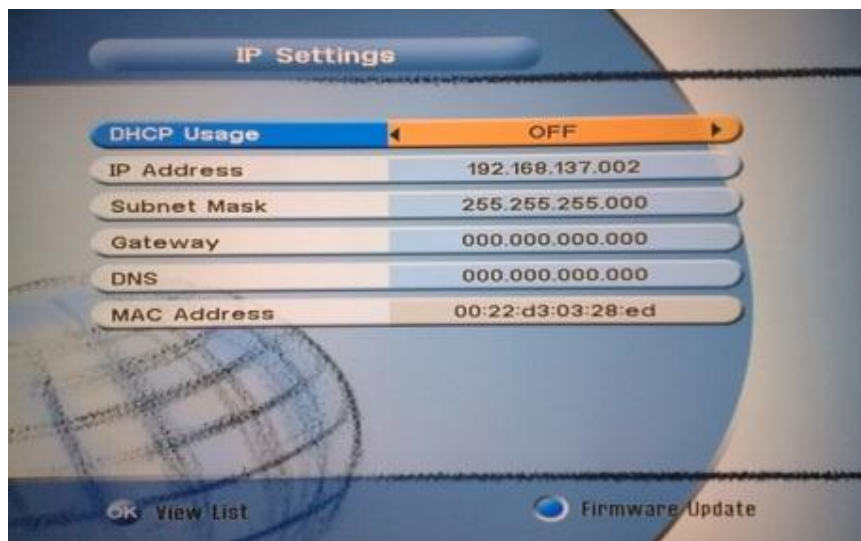 IP Settings
DHCP Usage OFF
IP Address 192.168.137.002
Subnet Mask 255.255.255.000
Gateway 000.000.000.000
DNS 000.000.000.000
MAC Address 00:22:d3:03:28:ed
OK View List Firmware Update